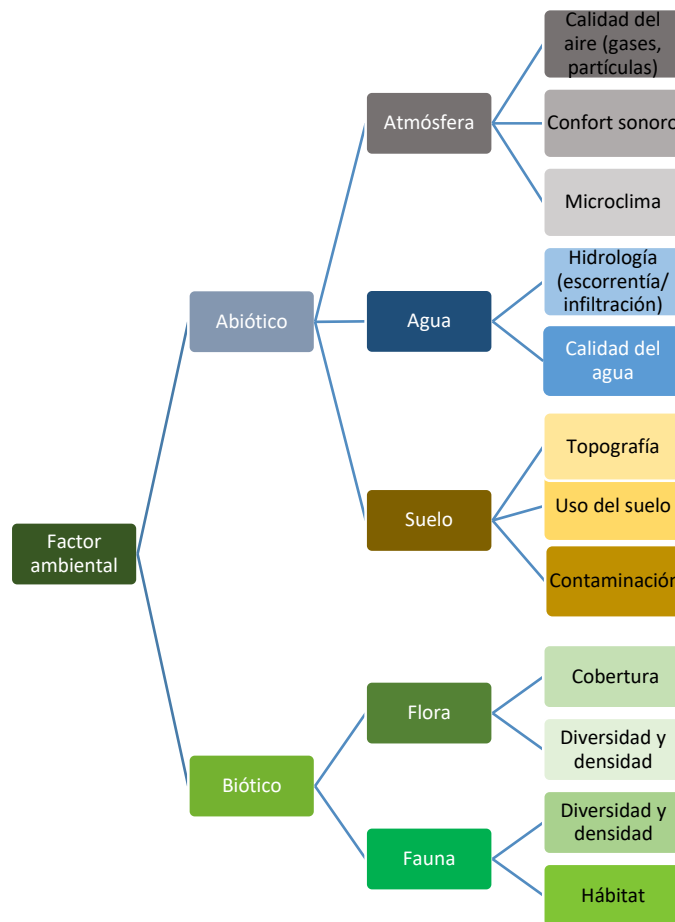 Calidad del
aire (gases,
partículas)
Atmósfera
Confort sonoro
Microclima
Hidrología
(escorrentía/
infiltración)
Abiótico
Agua
Calidad del
agua
Topografía
Uso del suelo
Suelo
Contaminación
Factor
ambiental
Cobertura
Flora
Diversidad y
densidad
Biótico
Diversidad y
densidad
Fauna
Hábitat